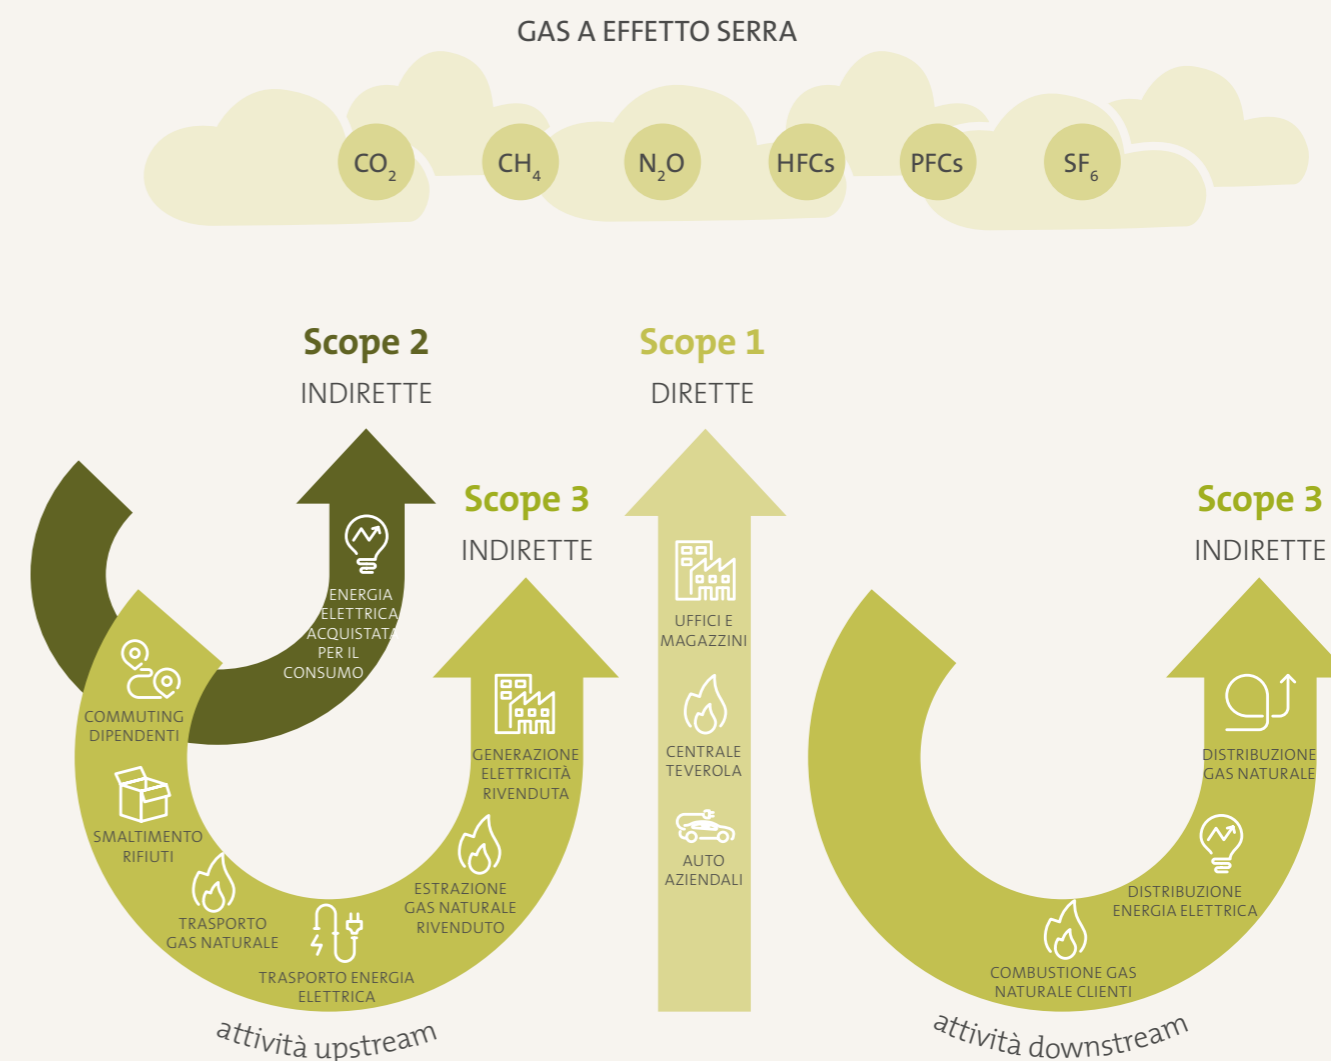 GAS A EFFETTO SERRA
CO₂
CH₄
N₂O
HFCs
PFCs
SF₆
Scope 2
INDIRETTE
ENERGIA
ELETTRICA
ACQUISTATA
PER IL
CONSUMO
Scope 3
INDIRETTE
COMMUTING
DIPENDENTI
SMALTIMENTO
RIFIUTI
TRASPORTO
GAS NATURALE
TRASPORTO ENERGIA
ELETTRICA
ESTRAZIONE
GAS NATURALE
RIVENDUTO
GENERAZIONE
ELETTRICITÀ
RIVENDUTA
attività upstream
Scope 1
DIRETTE
UFFICI E
MAGAZZINI
CENTRALE
TEVEROLA
AUTO
AZIENDALI
Scope 3
INDIRETTE
DISTRIBUZIONE
GAS NATURALE
DISTRIBUZIONE
ENERGIA ELETTRICA
COMBUSTIONE GAS
NATURALE CLIENTI
attività downstream